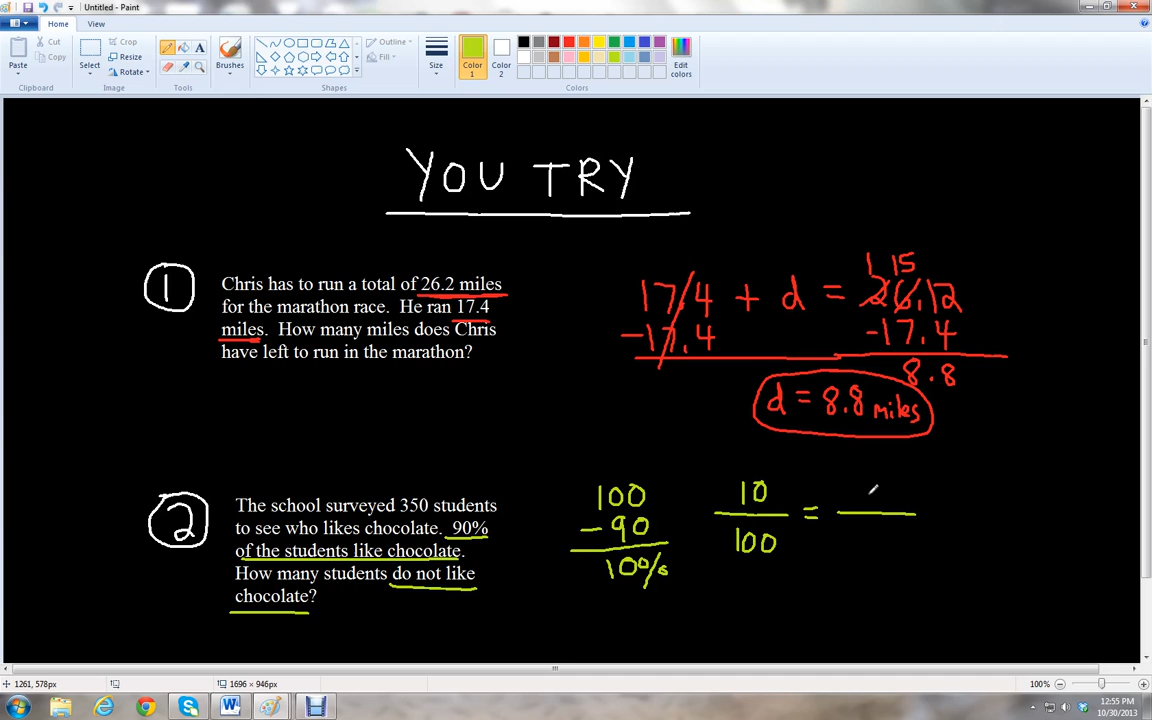 Untitled - Paint
Home View
Paste
Cut
Copy
Clipboard
Select
Crop
Resize
Rotate
Image
Tools
Brushes
Shapes
Outline
Fill
Size
Color 1
Color 2
Edit colors
Colors
YOU TRY
1
Chris has to run a total of 26.2 miles
for the marathon race. He ran 17.4
miles. How many miles does Chris
have left to run in the marathon?
1 15
17.4 + d = 26.12
-17.4 -17.4
8.8
d = 8.8 miles
2
The school surveyed 350 students
to see who likes chocolate. 90%
of the students like chocolate.
How many students do not like
chocolate?
100
- 90
10%
10
=
100
1261, 578px
1696 × 946px
100%
12:55 PM
10/30/2013